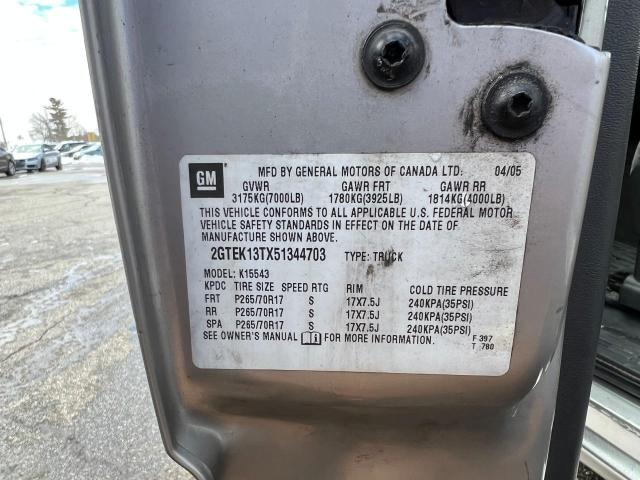 GM
MFD BY GENERAL MOTORS OF CANADA LTD: 04/05
GVWR GAWR FRT GAWR RR
3175KG(7000LB) 1780KG(3925LB) 1814KG(4000LB)
THIS VEHICLE CONFORMS TO ALL APPLICABLE U.S. FEDERAL MOTOR
VEHICLE SAFETY STANDARDS IN EFFECT ON THE DATE OF
MANUFACTURE SHOWN ABOVE.
2GTEK13TX51344703 TYPE: TRUCK
MODEL: K15543
KPDC TIRE SIZE SPEED RTG RIM COLD TIRE PRESSURE
FRT P265/70R17 S 17X7.5J 240KPA(35PSI)
RR P265/70R17 S 17X7.5J 240KPA(35PSI)
SPA P265/70R17 S 17X7.5J 240KPA(35PSI)
SEE OWNER'S MANUAL FOR MORE INFORMATION. F 397
T 780